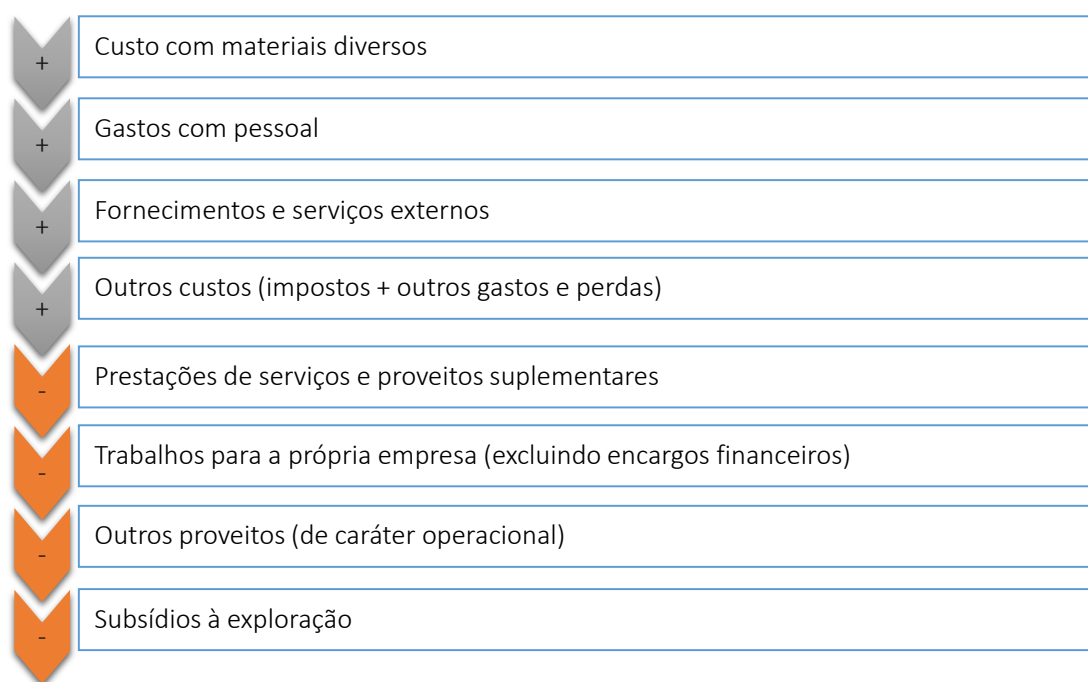 + Custo com materiais diversos
+ Gastos com pessoal
+ Fornecimentos e serviços externos
+ Outros custos (impostos + outros gastos e perdas)
- Prestações de serviços e proveitos suplementares
- Trabalhos para a própria empresa (excluindo encargos financeiros)
- Outros proveitos (de caráter operacional)
- Subsídios à exploração